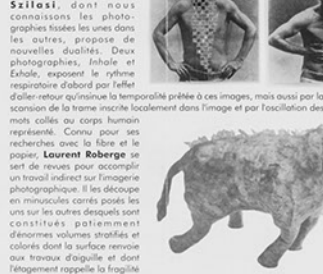 Szilasi, dont nous
connaissons les photo-
graphies tissées les unes dans
les autres, propose de
nouvelles dualités. Deux
photographies, Inhale et
Exhale, exposent le rythme
respiratoire d'abord par l'effet
d'aller-retour qu'insinue la temporalité prêtée à ces images, mais aussi par la
scansion de la trame inscrite localement dans l'image et par l'oscillation des
mots collés au corps humain
représenté. Connu pour ses
recherches avec la fibre et le
papier, Laurent Roberge se
sert de revues pour accomplir
un travail indirect sur l'imagerie
photographique. Il les découpe
en minuscules carrés posés les
uns sur les autres desquels sont
constitués patiemment
d'énormes volumes stratifiés et
colorés dont la surface renvoie
aux travaux d'aiguille et dont
l'étagement rappelle la fragilité